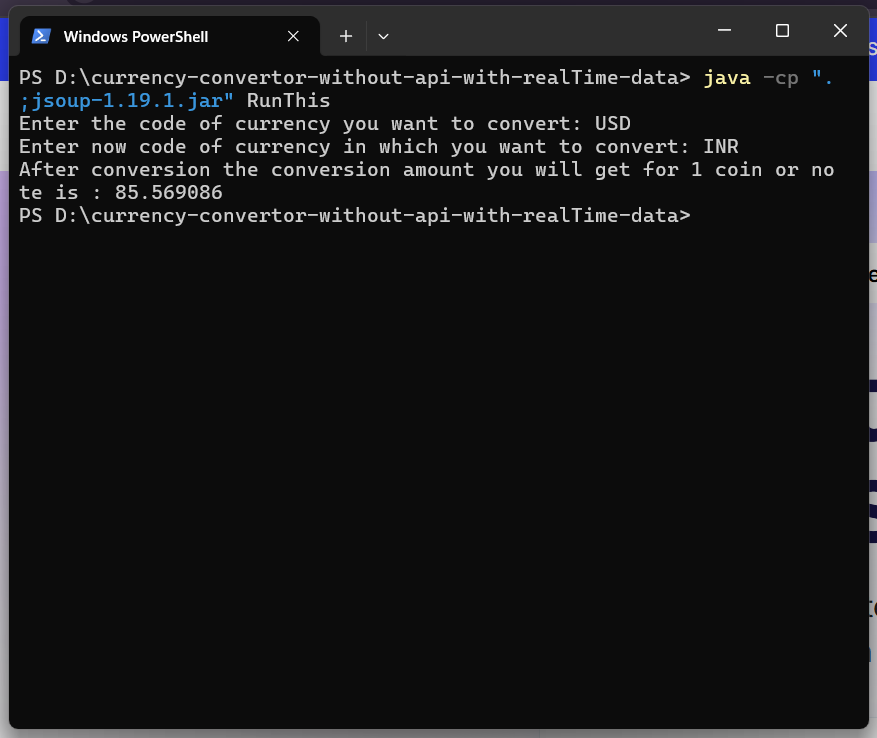 Windows PowerShell
PS D:\currency-convertor-without-api-with-realTime-data> java -cp ".
;jsoup-1.19.1.jar" RunThis
Enter the code of currency you want to convert: USD
Enter now code of currency in which you want to convert: INR
After conversion the conversion amount you will get for 1 coin or no
te is : 85.569086
PS D:\currency-convertor-without-api-with-realTime-data>